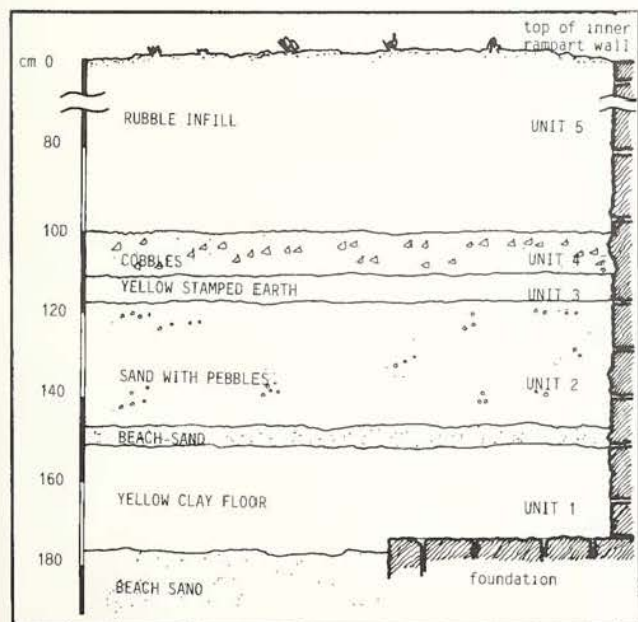 top of inner
rampart wall
cm 0
RUBBLE INFILL
UNIT 5
80
100
COBBLES
UNIT 4
YELLOW STAMPED EARTH
UNIT 3
120
SAND WITH PEBBLES
UNIT 2
140
BEACH-SAND
160
YELLOW CLAY FLOOR
UNIT 1
180
foundation
BEACH SAND